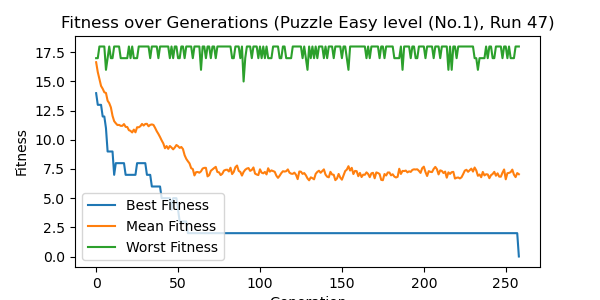 Fitness over Generations (Puzzle Easy level (No.1), Run 47)
Fitness
17.5
15.0
12.5
10.0
7.5
5.0
2.5
0.0
Best Fitness
Mean Fitness
Worst Fitness
0 50 100 150 200 250
Generation